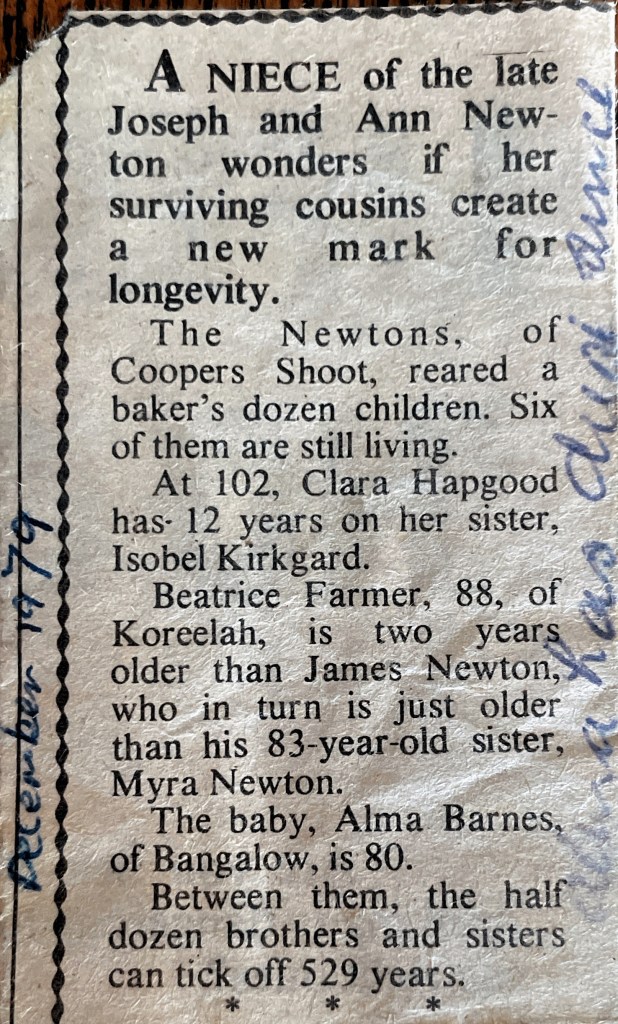 A NIECE of the late
Joseph and Ann New-
ton wonders if her
surviving cousins create
a new mark for
longevity.
The Newtons, of
Coopers Shoot, reared a
baker's dozen children. Six
of them are still living.
At 102, Clara Hapgood
has- 12 years on her sister,
Isobel Kirkgard.
Beatrice Farmer, 88, of
Koreelah, is two years
older than James Newton,
who in turn is just older
than his 83-year-old sister,
Myra Newton.
The baby, Alma Barnes,
of Bangalow, is 80.
Between them, the half
dozen brothers and sisters
can tick off 529 years.
* * *
December 1979
has since